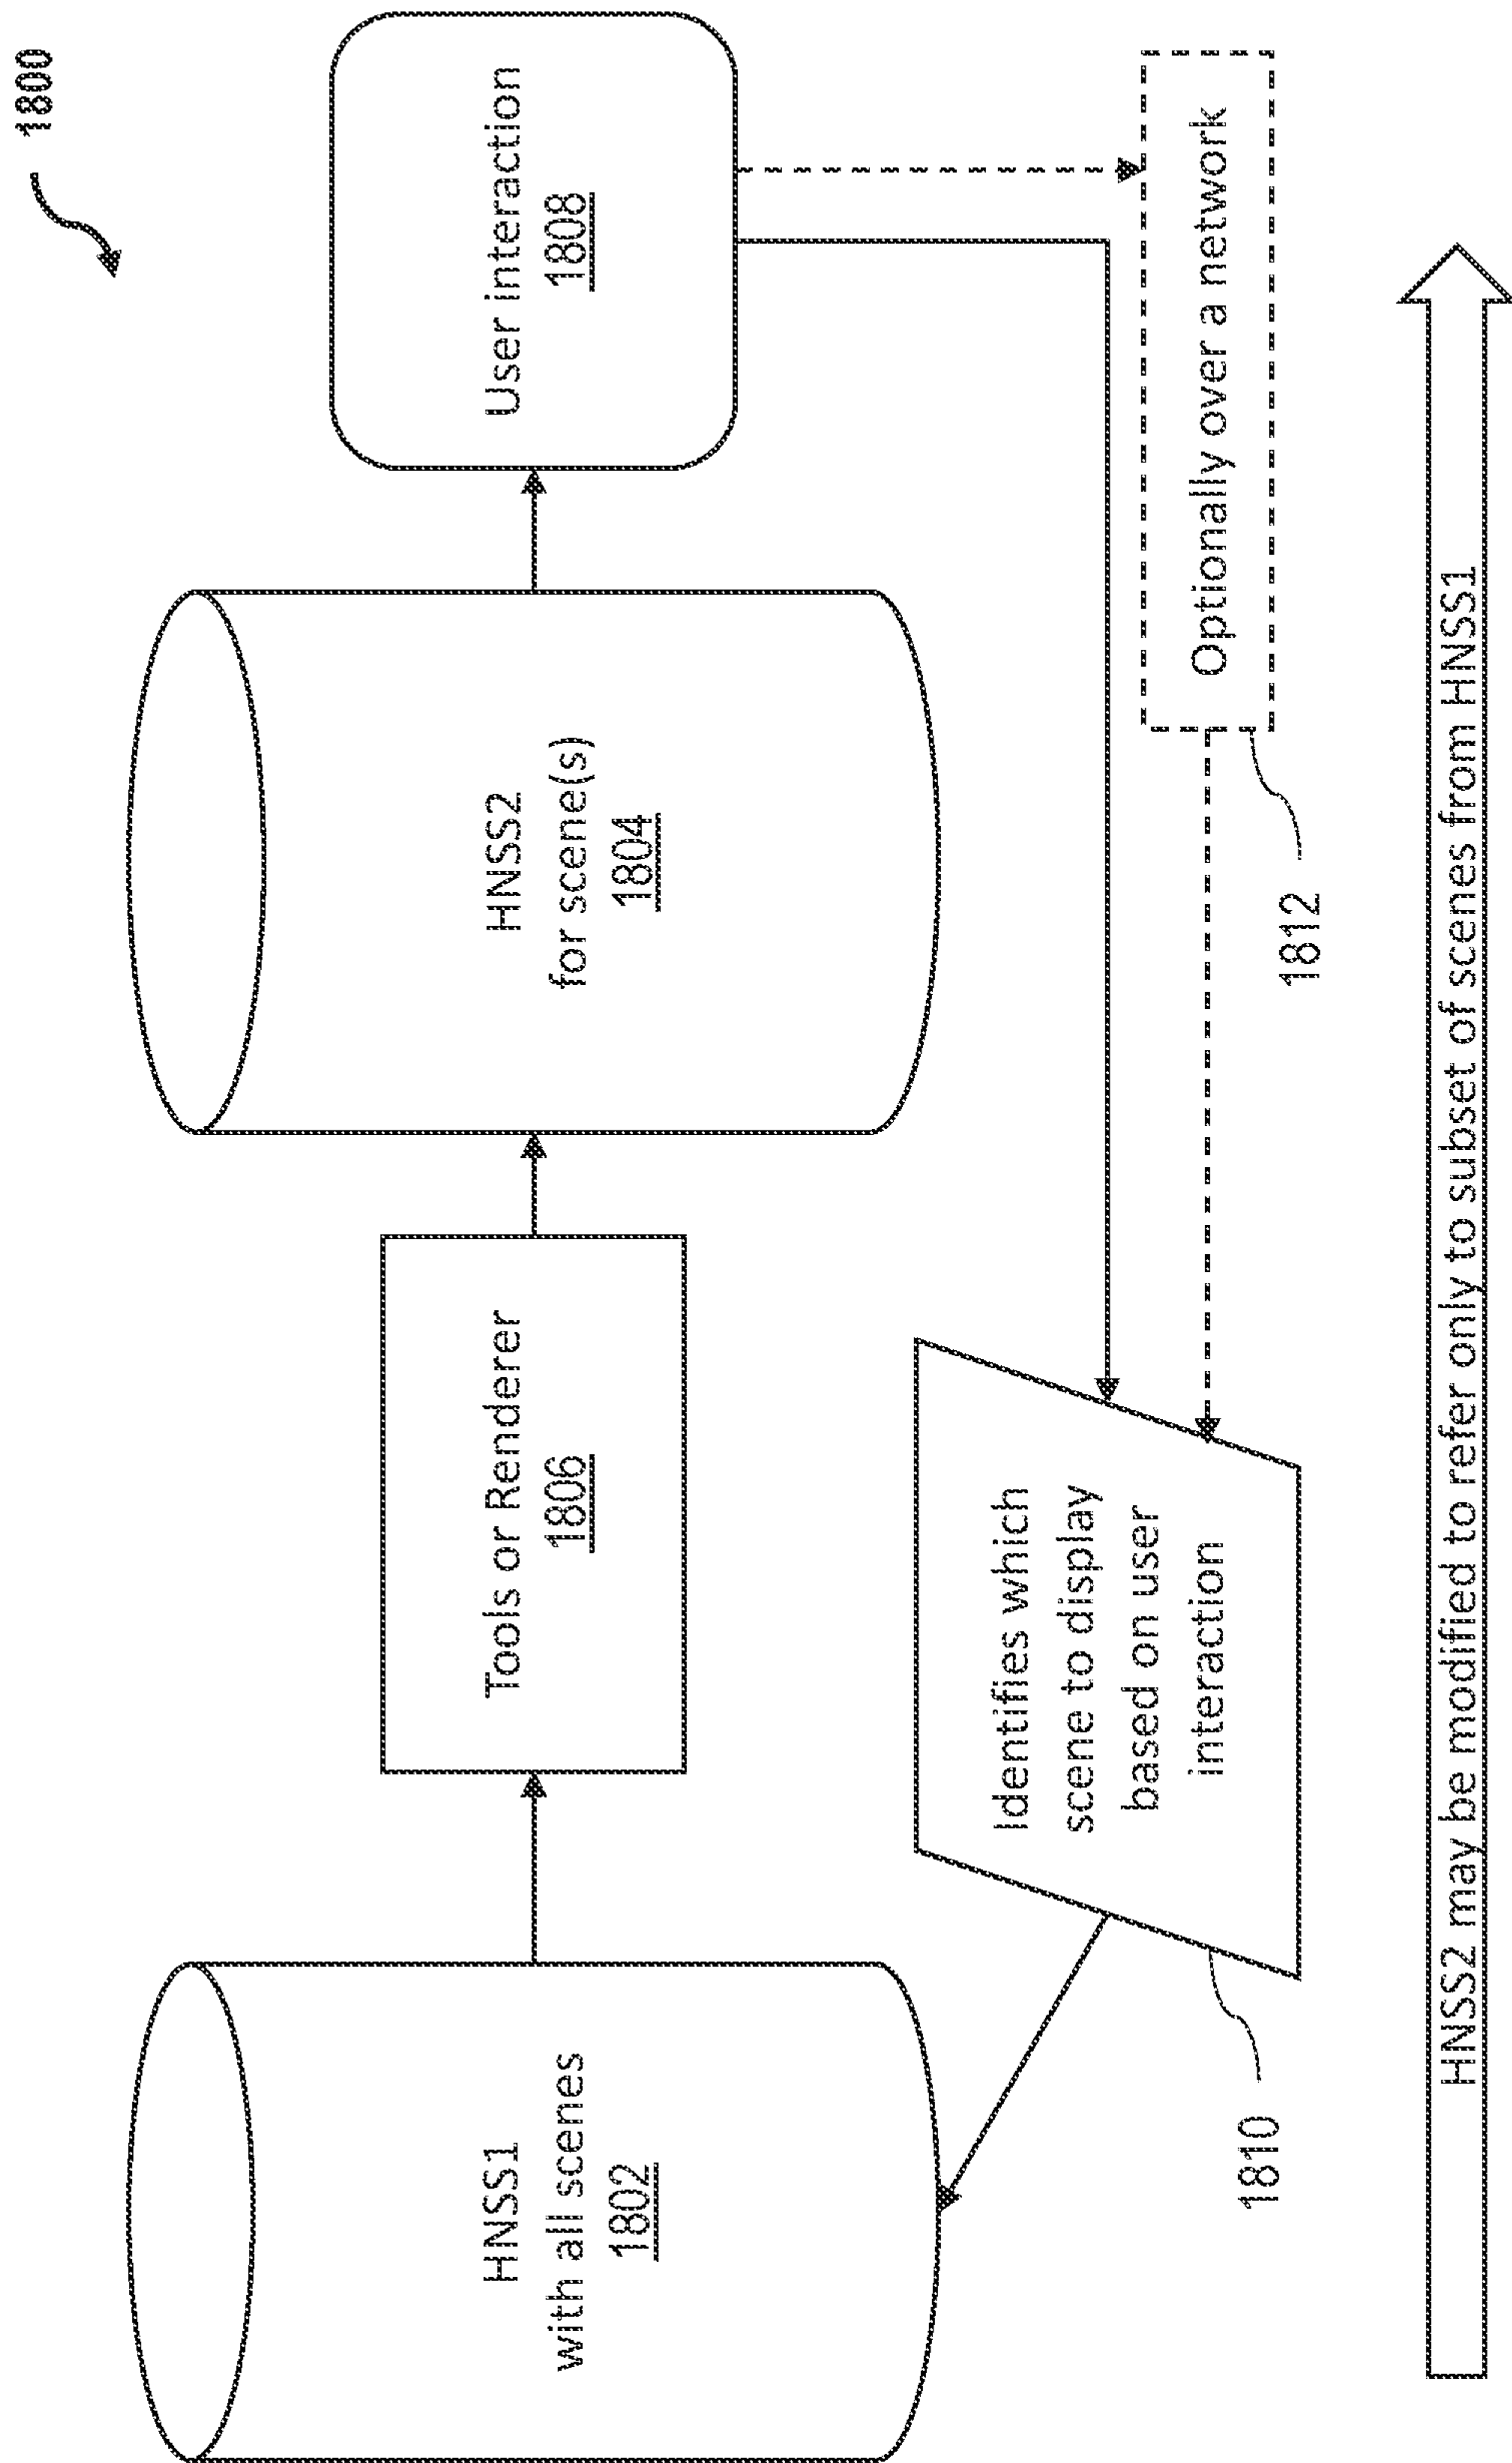 1800
HNSS1
with all scenes
1802
Tools or Renderer
1806
HNSS2
for scene(s)
1804
User interaction
1808
Identifies which
scene to display
based on user
interaction
1810
Optionally over a network
1812
HNSS2 may be modified to refer only to subset of scenes from HNSS1